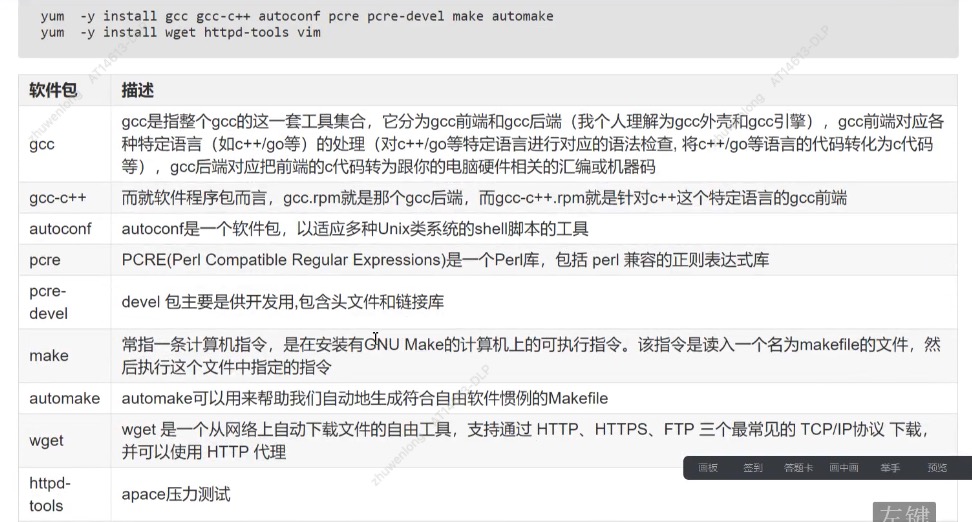 yum  -y install gcc gcc-c++ autoconf pcre pcre-devel make automake
yum  -y install wget httpd-tools vim
软件包 描述
gcc
gcc是指整个gcc的这一套工具集合，它分为gcc前端和gcc后端（我个人理解为gcc外壳和gcc引擎），gcc前端对应各
种特定语言（如c++/go等）的处理（对c++/go等特定语言进行对应的语法检查, 将c++/go等语言的代码转化为c代码
等），gcc后端对应把前端的c代码转为跟你的电脑硬件相关的汇编或机器码
gcc-c++ 而就软件程序包而言，gcc.rpm就是那个gcc后端，而gcc-c++.rpm就是针对c++这个特定语言的gcc前端
autoconf autoconf是一个软件包，以适应多种Unix类系统的shell脚本的工具
pcre PCRE(Perl Compatible Regular Expressions)是一个Perl库，包括 perl 兼容的正则表达式库
pcre-
devel
devel 包主要是供开发用,包含头文件和链接库
make
常指一条计算机指令，是在安装有GNU Make的计算机上的可执行指令。该指令是读入一个名为makefile的文件，然
后执行这个文件中指定的指令
automake automake可以用来帮助我们自动地生成符合自由软件惯例的Makefile
wget
wget 是一个从网络上自动下载文件的自由工具，支持通过 HTTP、HTTPS、FTP 三个最常见的 TCP/IP协议 下载，
并可以使用 HTTP 代理
画板 签到 答题卡 画中画 举手 预览
httpd-
tools
apace压力测试
左键
zhuwenlong AT14613-DLP